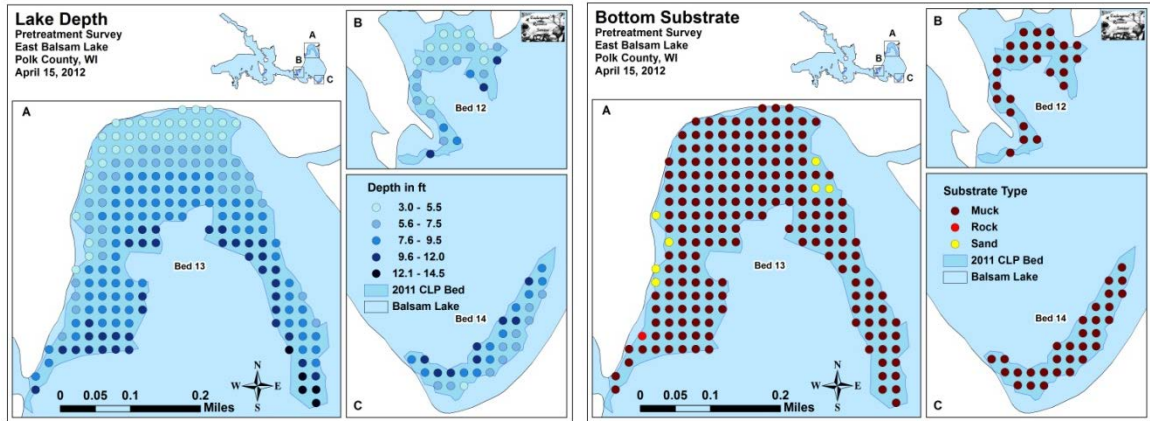 Lake Depth
Pretreatment Survey
East Balsam Lake
Polk County, WI
April 15, 2012
A
B
C
A
Bed 13
0 0.05 0.1 0.2
Miles
N
W E
S
B
Bed 12
Depth in ft
3.0 - 5.5
5.6 - 7.5
7.6 - 9.5
9.6 - 12.0
12.1 - 14.5
2011 CLP Bed
Balsam Lake
Bed 14
C
Bottom Substrate
Pretreatment Survey
East Balsam Lake
Polk County, WI
April 15, 2012
A
B
C
A
Bed 13
0 0.05 0.1 0.2
Miles
N
W E
S
B
Bed 12
Substrate Type
Muck
Rock
Sand
2011 CLP Bed
Balsam Lake
Bed 14
C